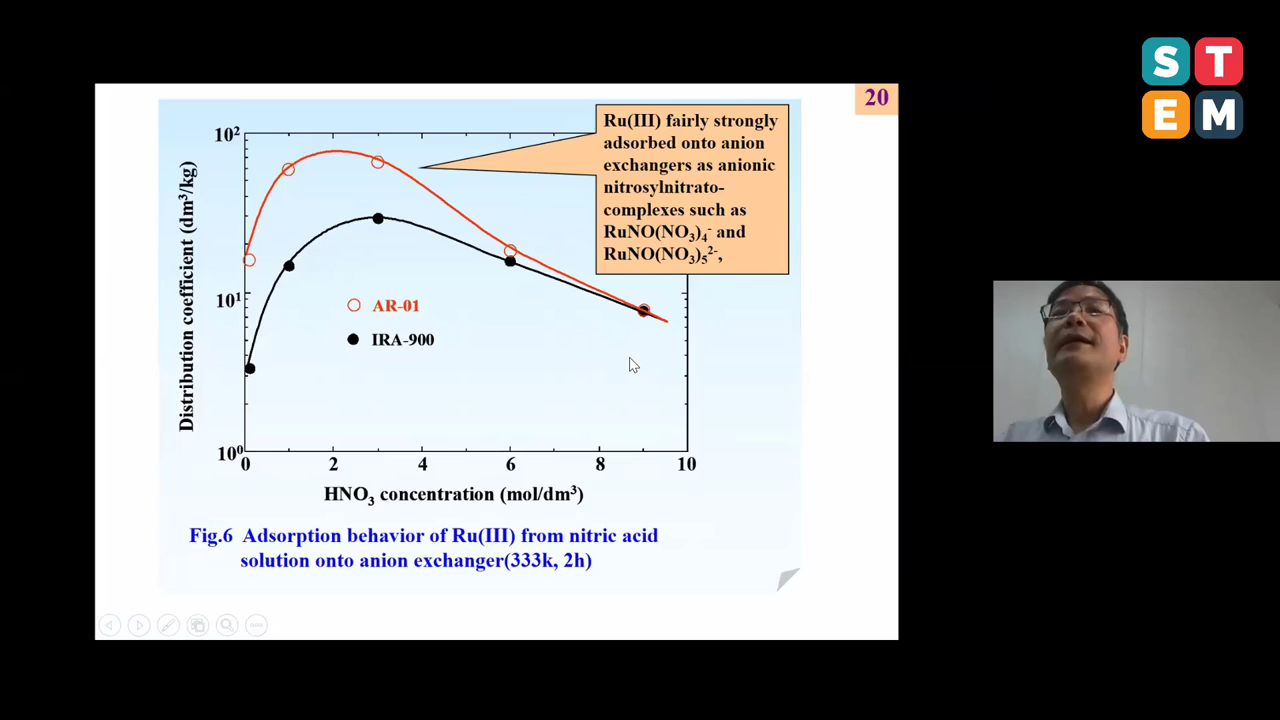 S T
E M
20
Ru(III) fairly strongly
adsorbed onto anion
exchangers as anionic
nitrosylnitrato-
complexes such as
RuNO(NO₃)₄⁻ and
RuNO(NO₃)₅²⁻,
10²
10¹
10⁰
Distribution coefficient (dm³/kg)
AR-01
IRA-900
0 2 4 6 8 10
HNO₃ concentration (mol/dm³)
Fig.6 Adsorption behavior of Ru(III) from nitric acid
solution onto anion exchanger(333k, 2h)